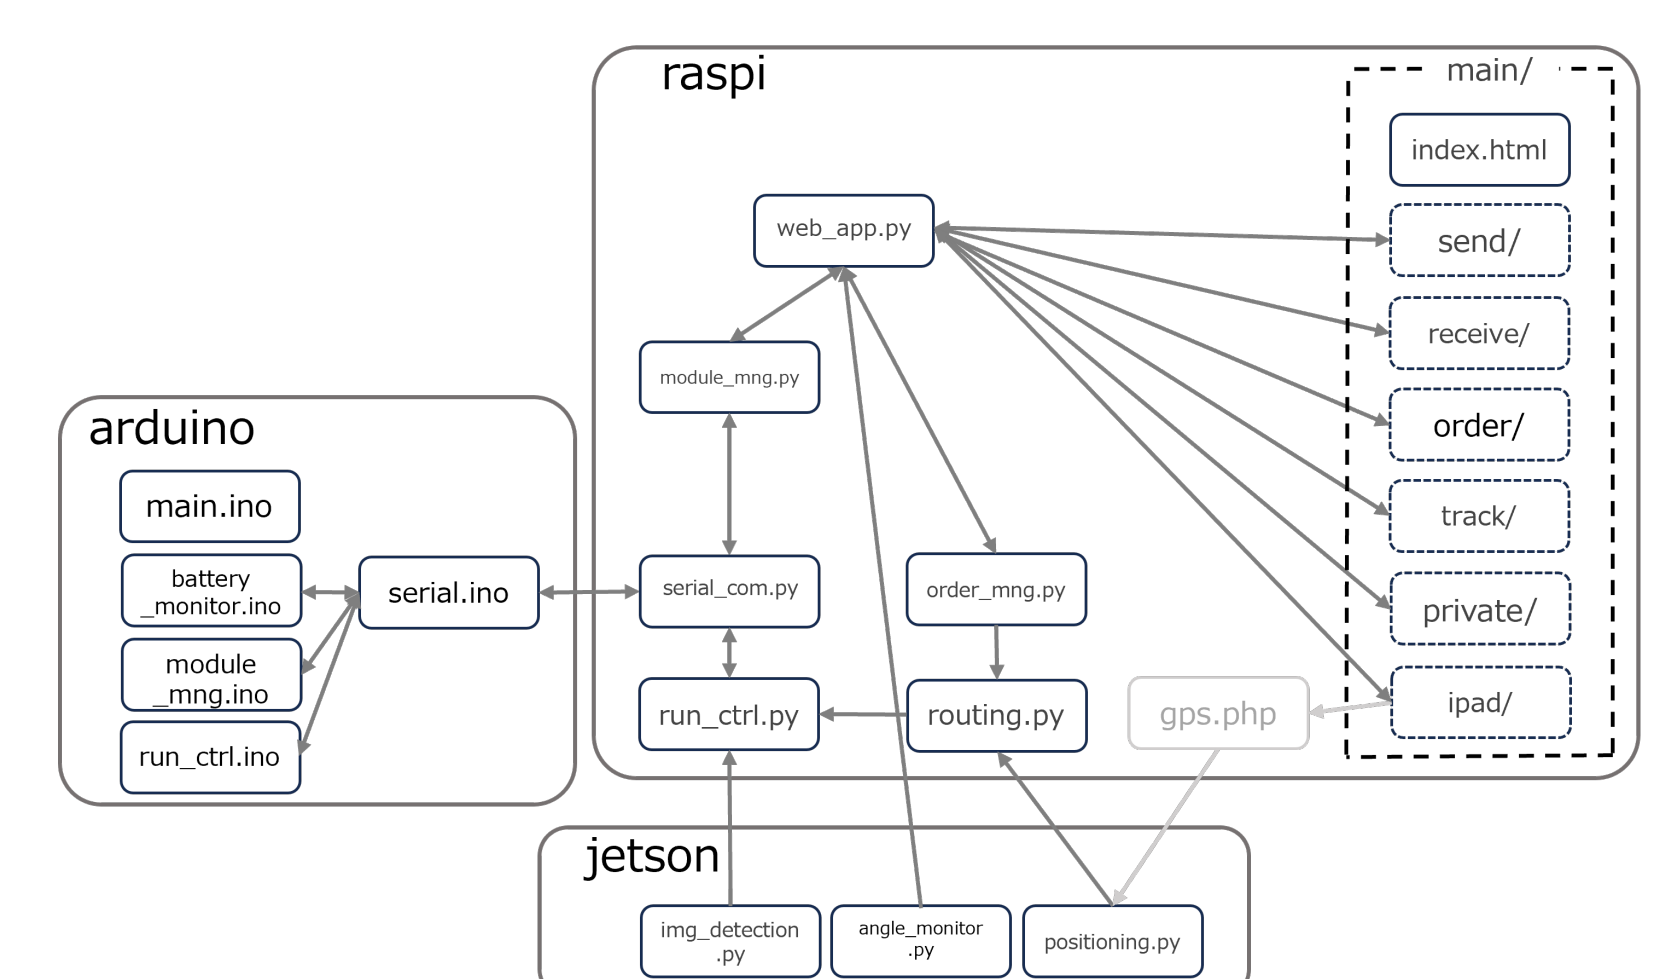 raspi
main/
index.html
web_app.py
send/
receive/
module_mng.py
order/
arduino
main.ino
track/
battery
_monitor.ino
serial.ino
serial_com.py
order_mng.py
private/
module
_mng.ino
run_ctrl.py
routing.py
gps.php
ipad/
run_ctrl.ino
jetson
img_detection
.py
angle_monitor
.py
positioning.py